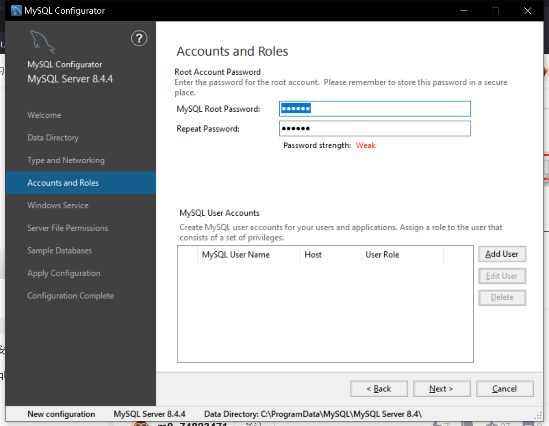 MySQL Configurator
MySQL Configurator
MySQL Server 8.4.4
Welcome
Data Directory
Type and Networking
Accounts and Roles
Windows Service
Server File Permissions
Sample Databases
Apply Configuration
Configuration Complete
?
Accounts and Roles
Root Account Password
Enter the password for the root account. Please remember to store this password in a secure
place.
MySQL Root Password: ••••••
Repeat Password: ••••••
Password strength: Weak
MySQL User Accounts
Create MySQL user accounts for your users and applications. Assign a role to the user that
consists of a set of privileges.
MySQL User Name Host User Role
Add User
Edit User
Delete
< Back Next > Cancel
New configuration MySQL Server 8.4.4 Data Directory: C:\ProgramData\MySQL\MySQL Server 8.4\